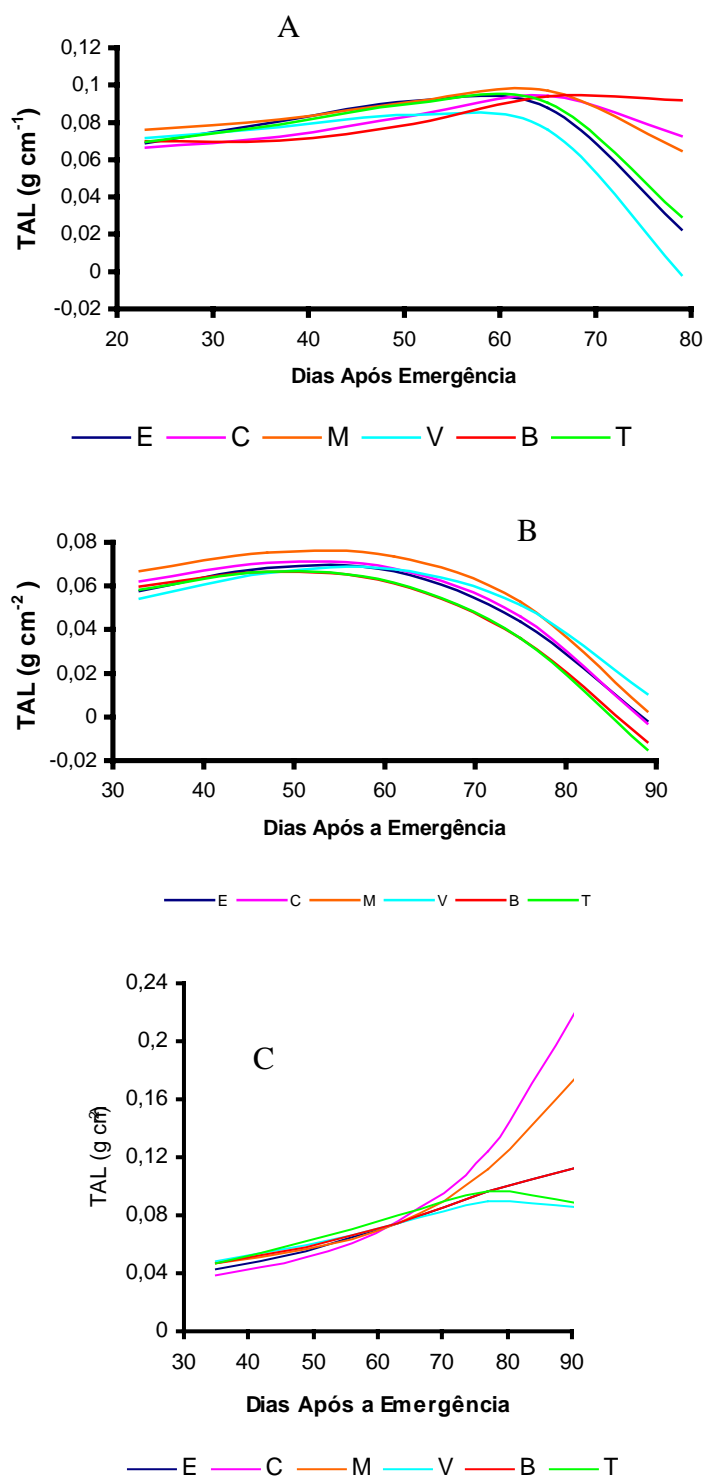 A
0,12
0,1
0,08
0,06
0,04
0,02
0
-0,02
TAL (g cm-1)
20 30 40 50 60 70 80
Dias Após Emergência
E C M V B T
B
0,08
0,06
0,04
0,02
0
-0,02
TAL (g cm-2 )
30 40 50 60 70 80 90
Dias Após a Emergência
E C M V B T
C
0,24
0,2
0,16
0,12
0,08
0,04
0
TAL (g cm
30 40 50 60 70 80 90
Dias Após a Emergência
E C M V B T